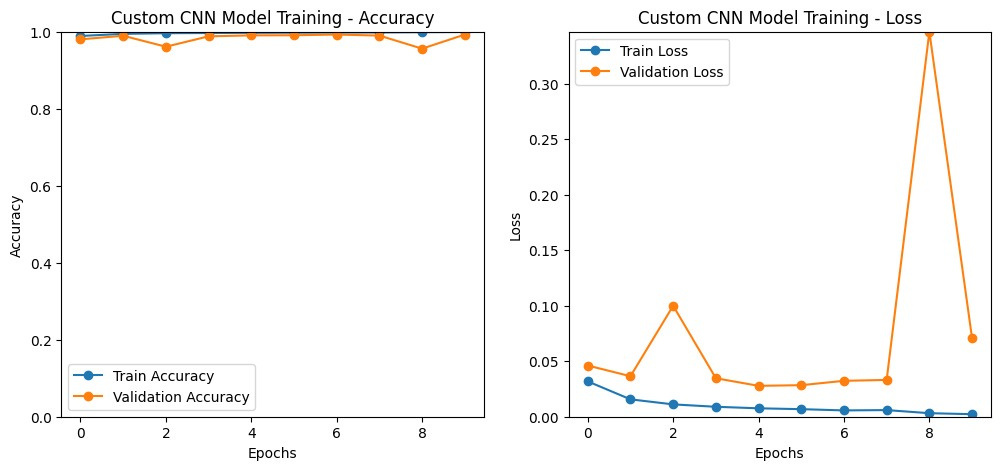 Custom CNN Model Training - Accuracy
1.0
0.8
0.6
0.4
0.2
0.0
Accuracy
Train Accuracy
Validation Accuracy
0 2 4 6 8
Epochs
Custom CNN Model Training - Loss
Train Loss
Validation Loss
0.30
0.25
0.20
0.15
0.10
0.05
0.00
Loss
0 2 4 6 8
Epochs